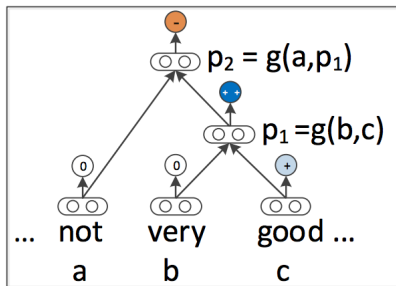 -
p₂ = g(a,p₁)
+ +
p₁ =g(b,c)
0 0 +
... not very good ...
a b c